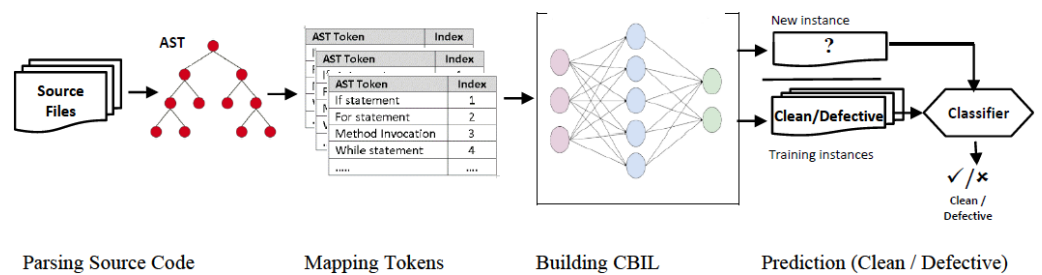 AST
Source
Files
AST Token Index
AST Token Index
AST Token Index
If statement 1
For statement 2
Method Invocation 3
While statement 4
..... ....
New instance
?
Clean/Defective
Training instances
Classifier
✓/×
Clean /
Defective
Parsing Source Code
Mapping Tokens
Building CBIL
Prediction (Clean / Defective)